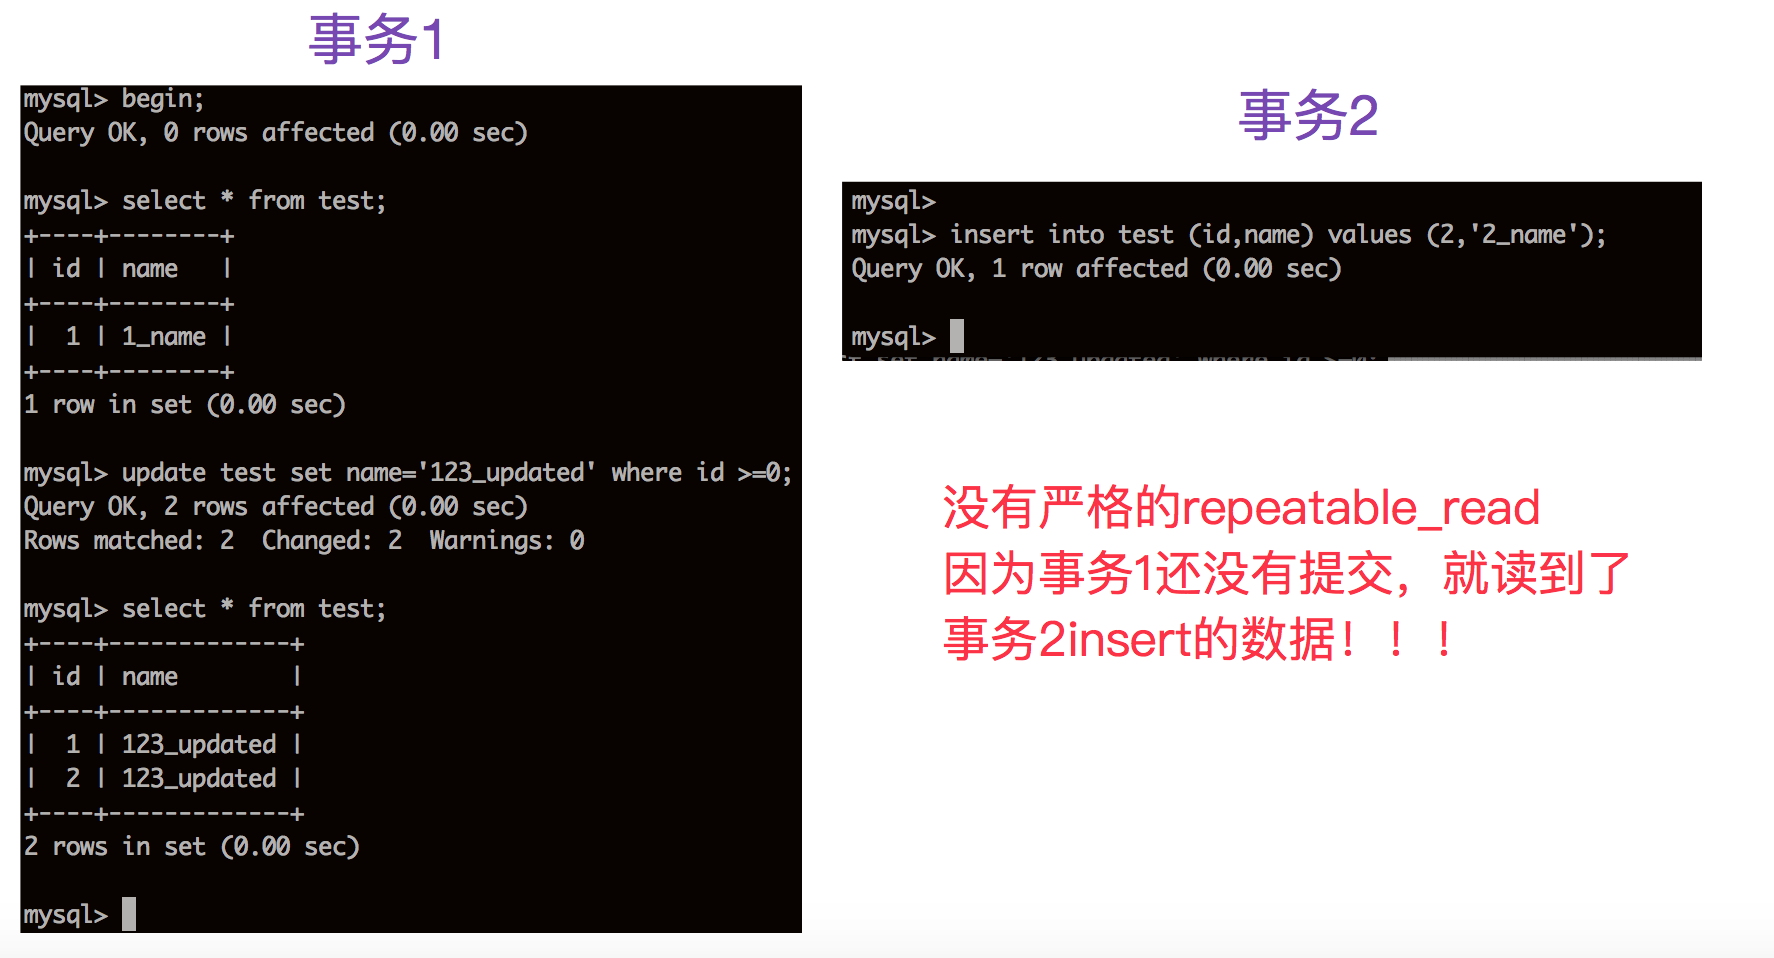 事务1
mysql> begin;
Query OK, 0 rows affected (0.00 sec)
mysql> select * from test;
+----+--------+
| id | name   |
+----+--------+
|  1 | 1_name |
+----+--------+
1 row in set (0.00 sec)
mysql> update test set name='123_updated' where id >=0;
Query OK, 2 rows affected (0.00 sec)
Rows matched: 2  Changed: 2  Warnings: 0
mysql> select * from test;
+----+-------------+
| id | name        |
+----+-------------+
|  1 | 123_updated |
|  2 | 123_updated |
+----+-------------+
2 rows in set (0.00 sec)
mysql>
事务2
mysql>
mysql> insert into test (id,name) values (2,'2_name');
Query OK, 1 row affected (0.00 sec)
mysql>
没有严格的repeatable_read
因为事务1还没有提交，就读到了
事务2insert的数据！！！